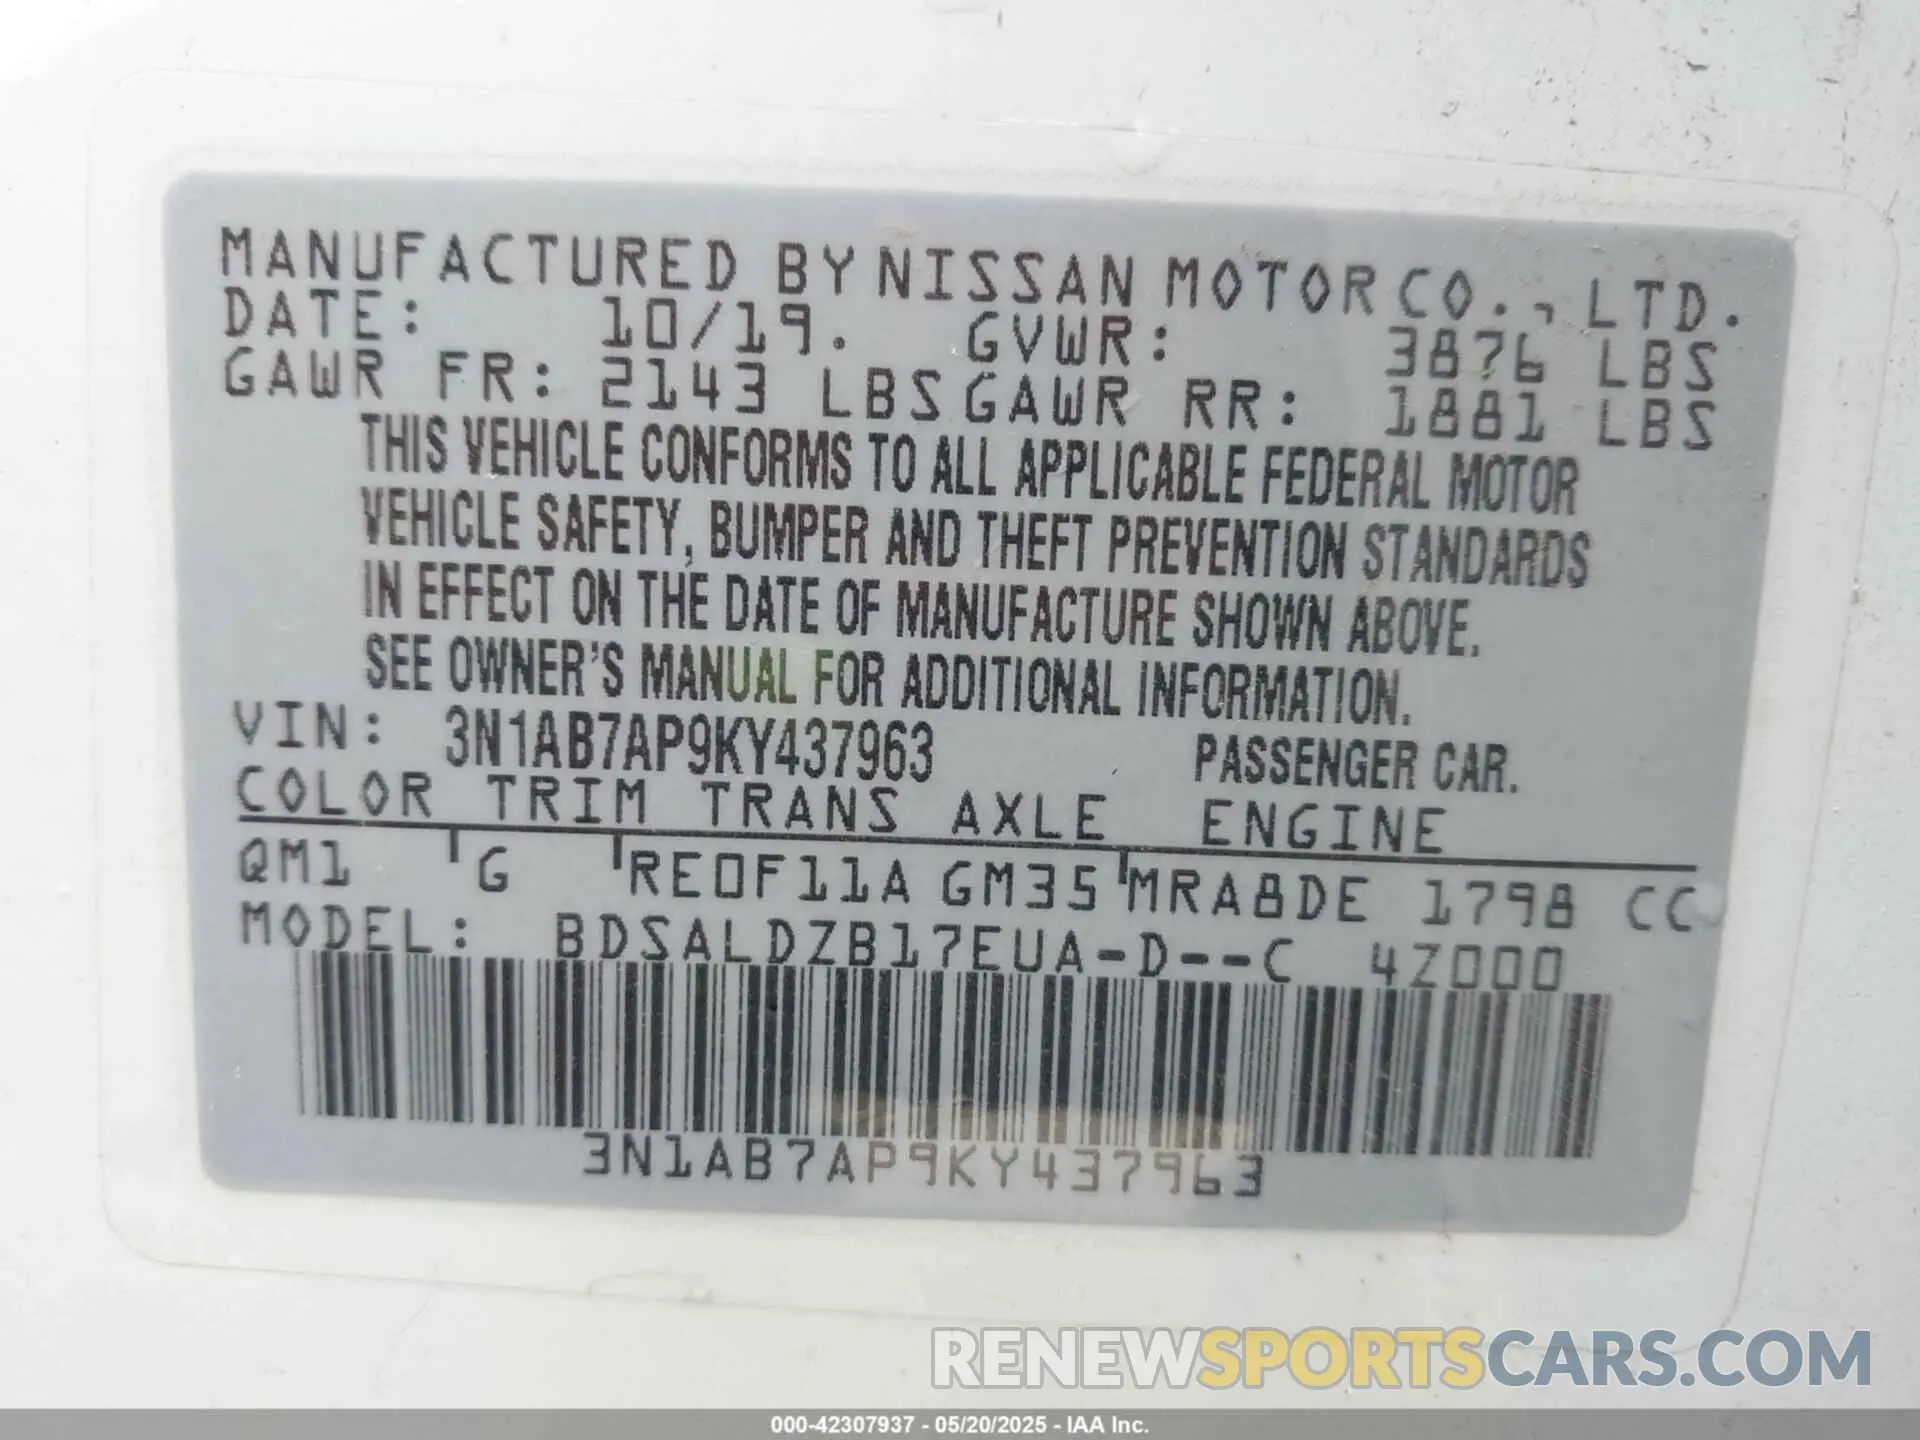 MANUFACTURED BY NISSAN MOTOR CO., LTD.
DATE: 10/19. GVWR: 3876 LBS
GAWR FR: 2143 LBS GAWR RR: 1881 LBS
THIS VEHICLE CONFORMS TO ALL APPLICABLE FEDERAL MOTOR
VEHICLE SAFETY, BUMPER AND THEFT PREVENTION STANDARDS
IN EFFECT ON THE DATE OF MANUFACTURE SHOWN ABOVE.
SEE OWNER'S MANUAL FOR ADDITIONAL INFORMATION.
VIN: 3N1AB7AP9KY437963 PASSENGER CAR.
COLOR TRIM TRANS AXLE ENGINE
QM1 G RE0F11A GM35 MRA8DE 1798 CC
MODEL: BDSALDZB17EUA-D--C 4Z000
3N1AB7AP9KY437963
RENEWSPORTSCARS.COM
000-42307937 - 05/20/2025 - IAA Inc.